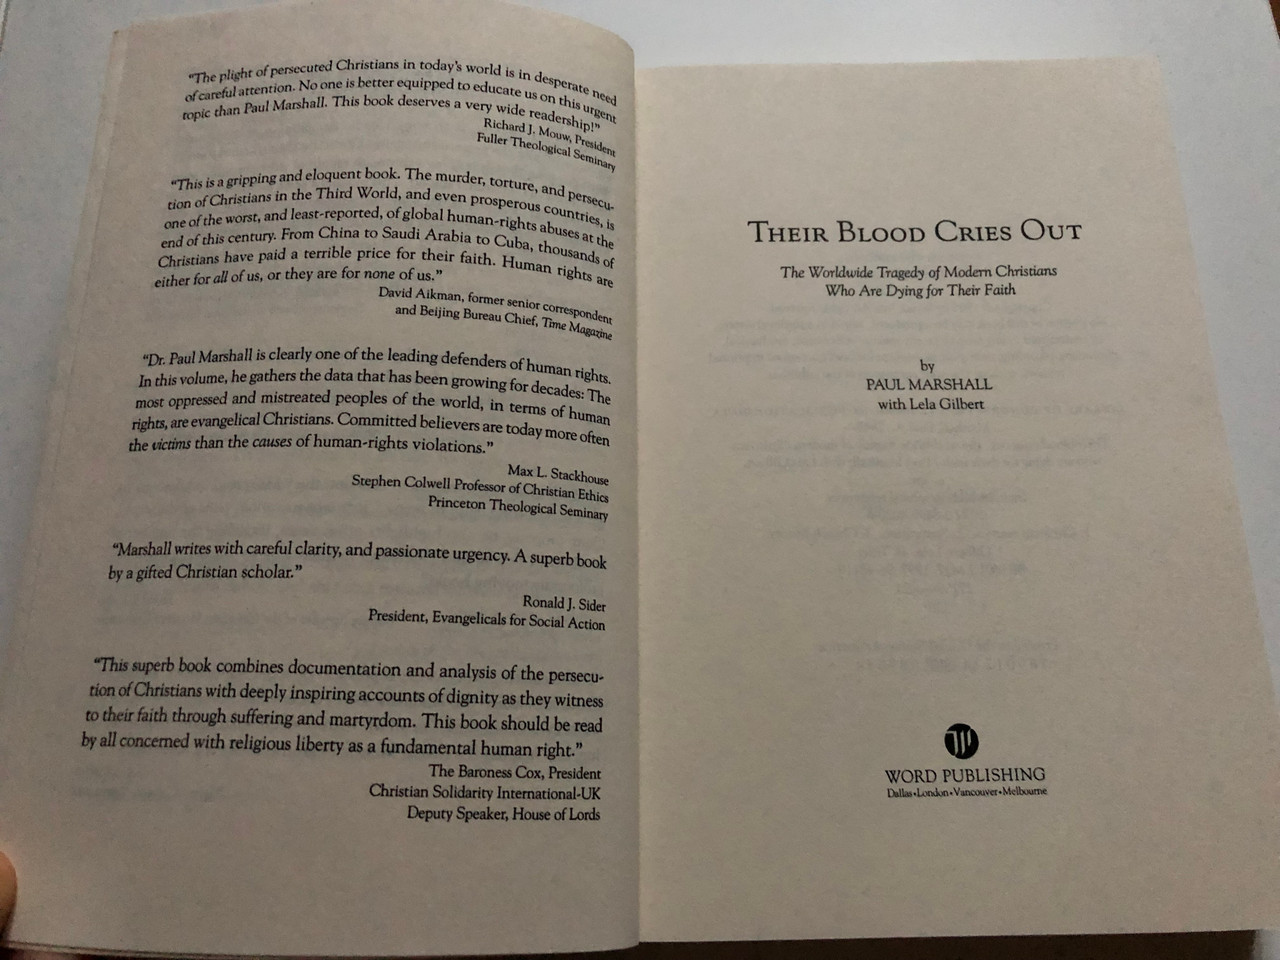 “The plight of persecuted Christians in today’s world is in desperate need
of careful attention. No one is better equipped to educate us on this urgent
topic than Paul Marshall. This book deserves a very wide readership!”
Richard J. Mouw, President
Fuller Theological Seminary
“This is a gripping and eloquent book. The murder, torture, and persecu-
tion of Christians in the Third World, and even prosperous countries, is
one of the worst, and least-reported, of global human-rights abuses at the
end of this century. From China to Saudi Arabia to Cuba, thousands of
Christians have paid a terrible price for their faith. Human rights are
either for all of us, or they are for none of us.”
David Aikman, former senior correspondent
and Beijing Bureau Chief, Time Magazine
“Dr. Paul Marshall is clearly one of the leading defenders of human rights.
In this volume, he gathers the data that has been growing for decades: The
most oppressed and mistreated peoples of the world, in terms of human
rights, are evangelical Christians. Committed believers are today more often
the victims than the causes of human-rights violations.”
Max L. Stackhouse
Stephen Colwell Professor of Christian Ethics
Princeton Theological Seminary
“Marshall writes with careful clarity, and passionate urgency. A superb book
by a gifted Christian scholar.”
Ronald J. Sider
President, Evangelicals for Social Action
“This superb book combines documentation and analysis of the persecu-
tion of Christians with deeply inspiring accounts of dignity as they witness
to their faith through suffering and martyrdom. This book should be read
by all concerned with religious liberty as a fundamental human right.”
The Baroness Cox, President
Christian Solidarity International-UK
Deputy Speaker, House of Lords
THEIR BLOOD CRIES OUT
The Worldwide Tragedy of Modern Christians
Who Are Dying for Their Faith
by
PAUL MARSHALL
with Lela Gilbert
WORD PUBLISHING
Dallas•London•Vancouver•Melbourne